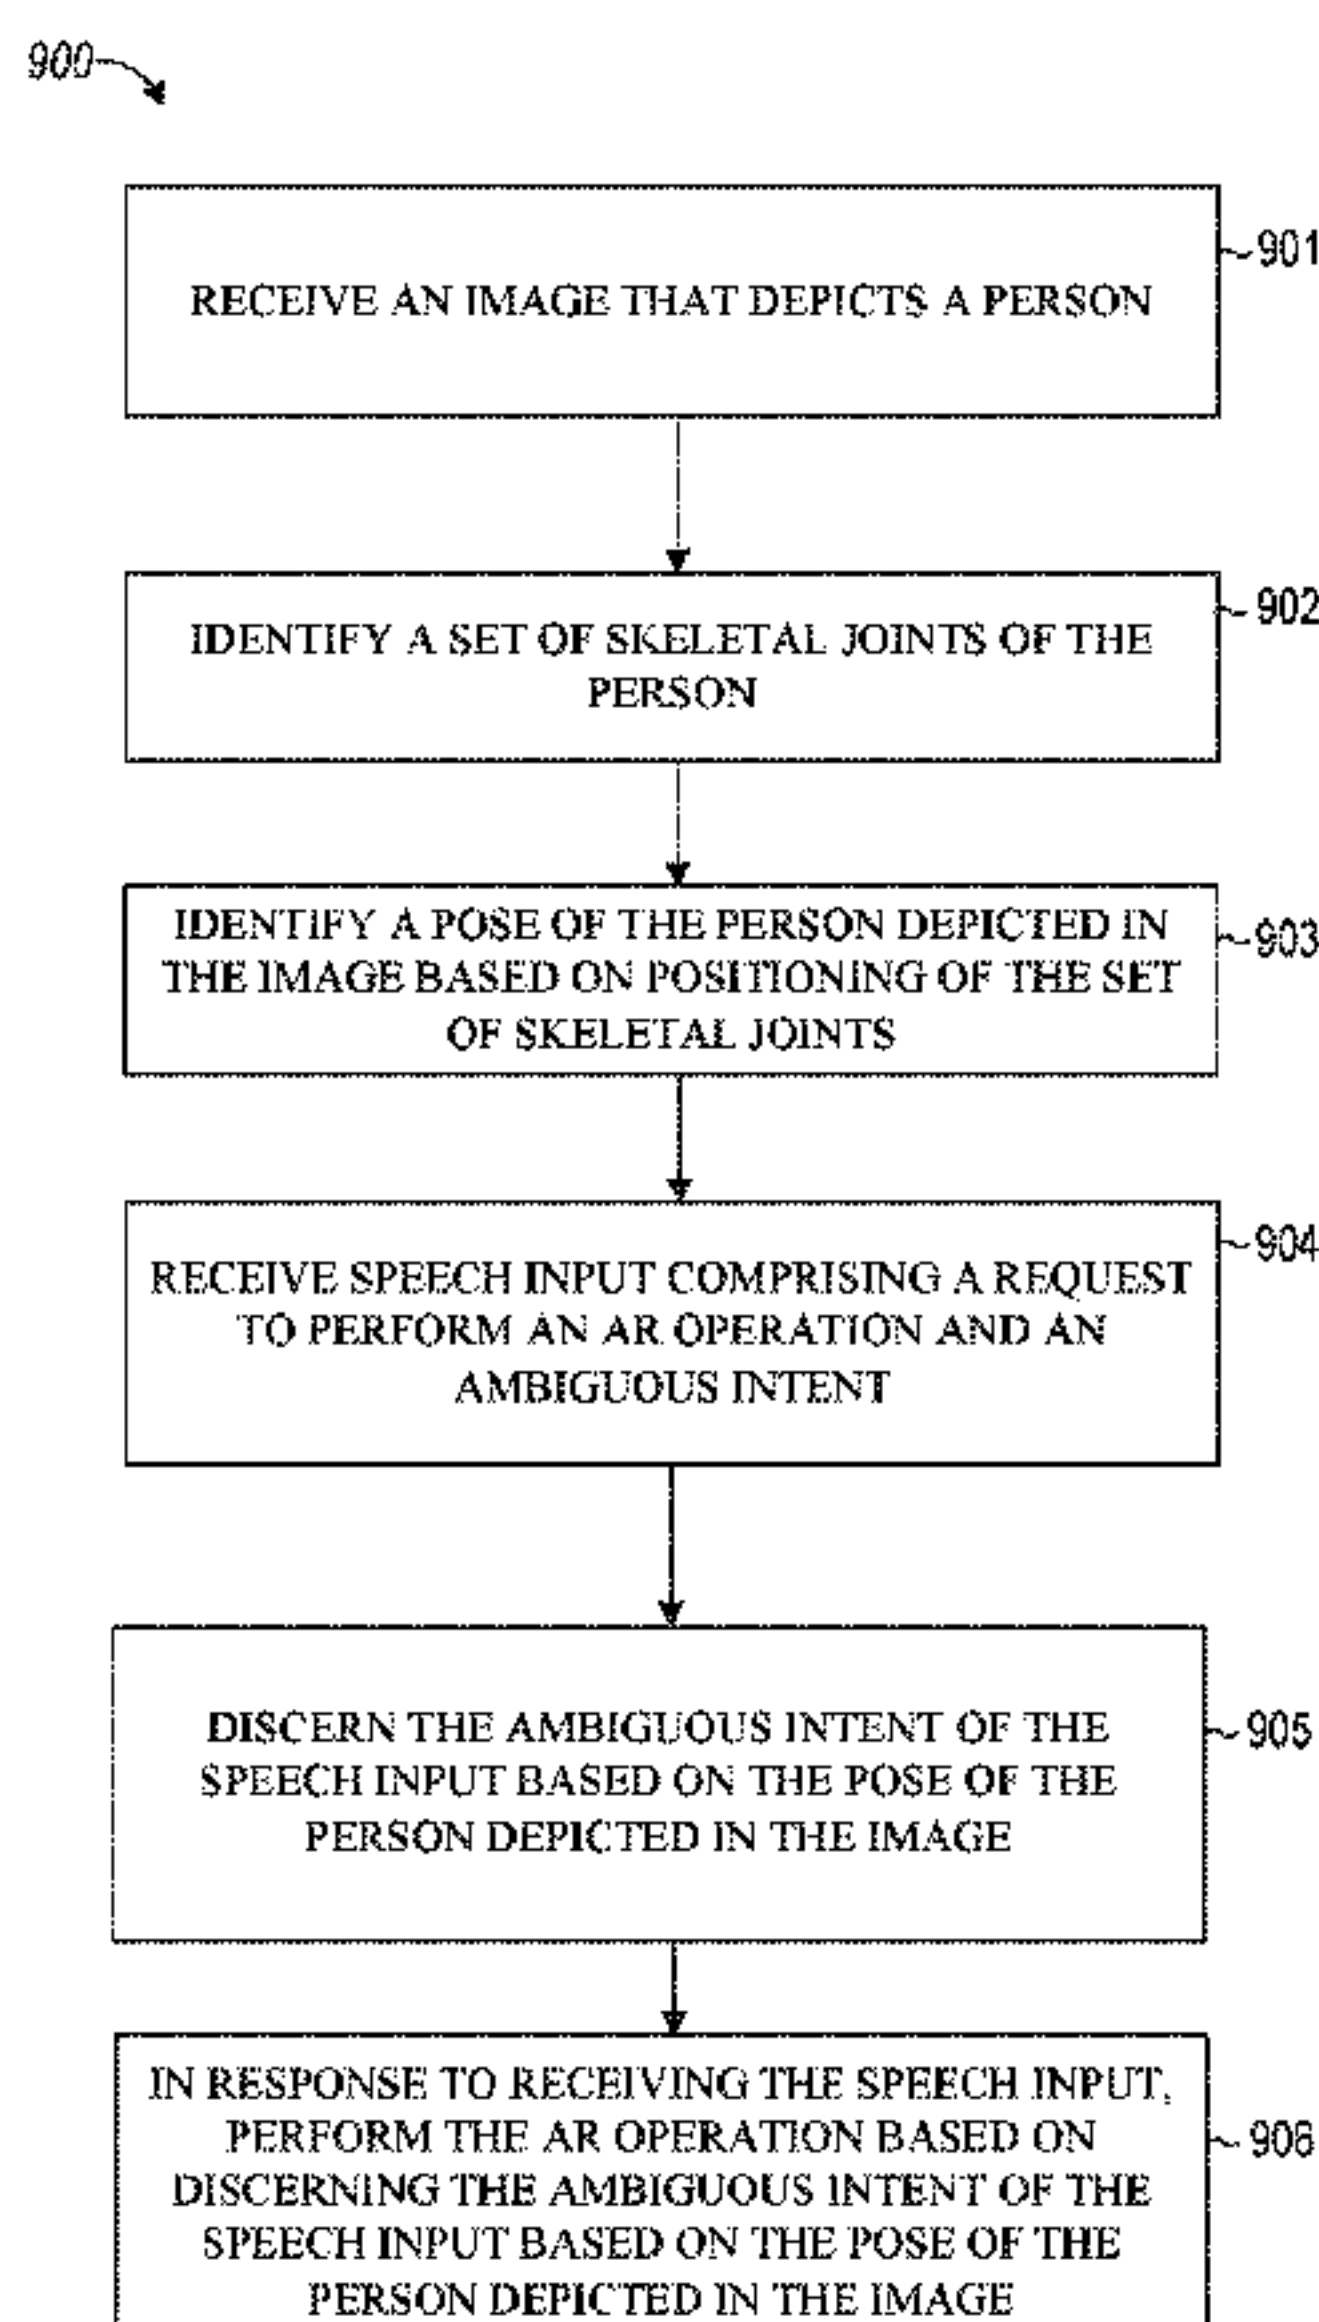 900
RECEIVE AN IMAGE THAT DEPICTS A PERSON
901
IDENTIFY A SET OF SKELETAL JOINTS OF THE
PERSON
902
IDENTIFY A POSE OF THE PERSON DEPICTED IN
THE IMAGE BASED ON POSITIONING OF THE SET
OF SKELETAL JOINTS
903
RECEIVE SPEECH INPUT COMPRISING A REQUEST
TO PERFORM AN AR OPERATION AND AN
AMBIGUOUS INTENT
904
DISCERN THE AMBIGUOUS INTENT OF THE
SPEECH INPUT BASED ON THE POSE OF THE
PERSON DEPICTED IN THE IMAGE
905
IN RESPONSE TO RECEIVING THE SPEECH INPUT,
PERFORM THE AR OPERATION BASED ON
DISCERNING THE AMBIGUOUS INTENT OF THE
SPEECH INPUT BASED ON THE POSE OF THE
PERSON DEPICTED IN THE IMAGE
906